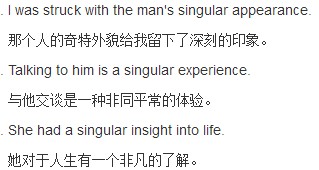 . I was struck with the man's singular appearance.
那个人的奇特外貌给我留下了深刻的印象。
. Talking to him is a singular experience.
与他交谈是一种非同平常的体验。
. She had a singular insight into life.
她对于人生有一个非凡的了解。